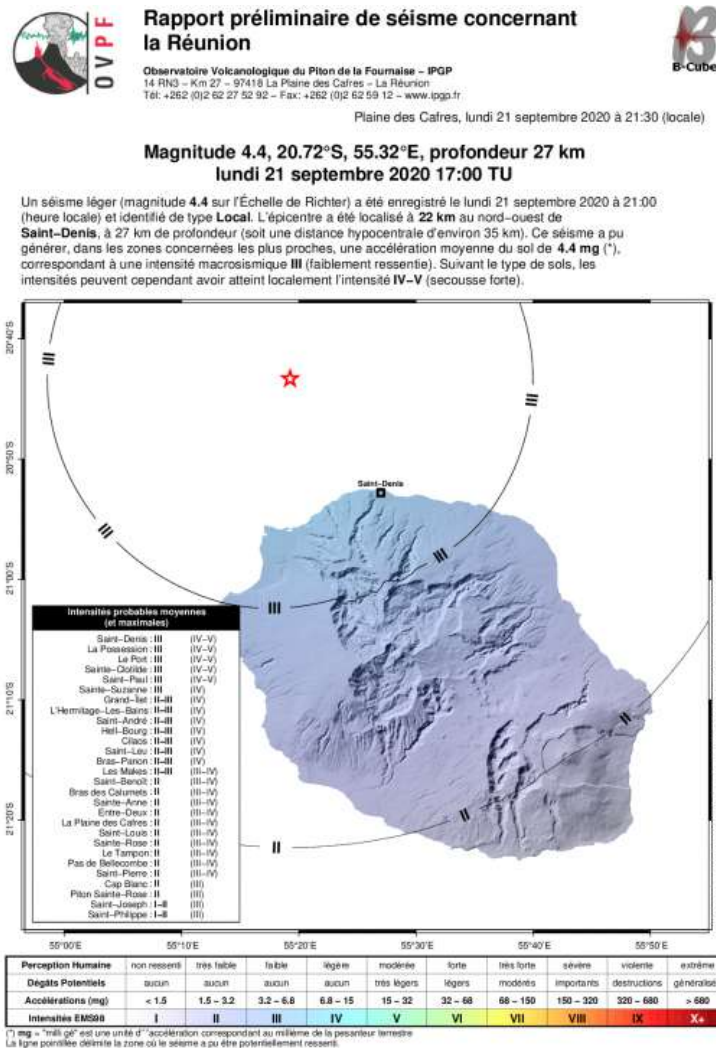 OVPF
Rapport préliminaire de séisme concernant
la Réunion
B-Cube
Observatoire Volcanologique du Piton de la Fournaise – IPGP
14 RN3 – Km 27 – 97418 La Plaine des Cafres – La Réunion
Tél: +262 (0)2 62 27 52 92 – Fax: +262 (0)2 62 59 12 – www.ipgp.fr
Plaine des Cafres, lundi 21 septembre 2020 à 21:30 (locale)
Magnitude 4.4, 20.72°S, 55.32°E, profondeur 27 km
lundi 21 septembre 2020 17:00 TU
Un séisme léger (magnitude 4.4 sur l'Échelle de Richter) a été enregistré le lundi 21 septembre 2020 à 21:00
(heure locale) et identifié de type Local. L'épicentre a été localisé à 22 km au nord–ouest de
Saint–Denis, à 27 km de profondeur (soit une distance hypocentrale d'environ 35 km). Ce séisme a pu
générer, dans les zones concernées les plus proches, une accélération moyenne du sol de 4.4 mg (*),
correspondant à une intensité macrosismique III (faiblement ressentie). Suivant le type de sols, les
intensités peuvent cependant avoir atteint localement l'intensité IV–V (secousse forte).
20°40'S
III
III
20°50'S
Saint–Denis
III
III
21°00'S
III
Intensités probables moyennes
(et maximales)
Saint–Denis : III (IV–V)
La Possession : III (IV–V)
Le Port : III (IV–V)
Sainte–Clotilde : III (IV–V)
Saint–Paul : III (IV–V)
Sainte–Suzanne : III (IV)
Grand–Îlet : II–III (IV)
L'Hermitage–Les–Bains : II–III (IV)
Saint–André : II–III (IV)
Hell–Bourg : II–III (IV)
Cilaos : II–III (IV)
Saint–Leu : II–III (IV)
Bras–Panon : II–III (IV)
Les Makes : II–III (III–IV)
Saint–Benoît : II (III–IV)
Bras des Calumets : II (III–IV)
Sainte–Anne : II (III–IV)
Entre–Deux : II (III–IV)
La Plaine des Cafres : II (III–IV)
Saint–Louis : II (III–IV)
Sainte–Rose : II (III–IV)
Le Tampon : II (III–IV)
Pas de Bellecombe : II (III–IV)
Saint–Pierre : II (III–IV)
Cap Blanc : II (III)
Piton Sainte–Rose : II (III)
Saint–Joseph : I–II (III)
Saint–Philippe : I–II (III)
21°10'S
II
21°20'S
II
II
55°00'E 55°10'E 55°20'E 55°30'E 55°40'E 55°50'E
Perception Humaine non ressenti très faible faible légère modérée forte très forte sévère violente extrême
Dégâts Potentiels aucun aucun aucun aucun très légers légers modérés importants destructions généralisés
Accélérations (mg) < 1.5 1.5 – 3.2 3.2 – 6.8 6.8 – 15 15 – 32 32 – 68 68 – 150 150 – 320 320 – 680 > 680
Intensités EMS98 I II III IV V VI VII VIII IX X+
(*) mg = "milli gé" est une unité d''accélération correspondant au millième de la pesanteur terrestre
La ligne pointillée délimite la zone où le séisme a pu être potentiellement ressenti.